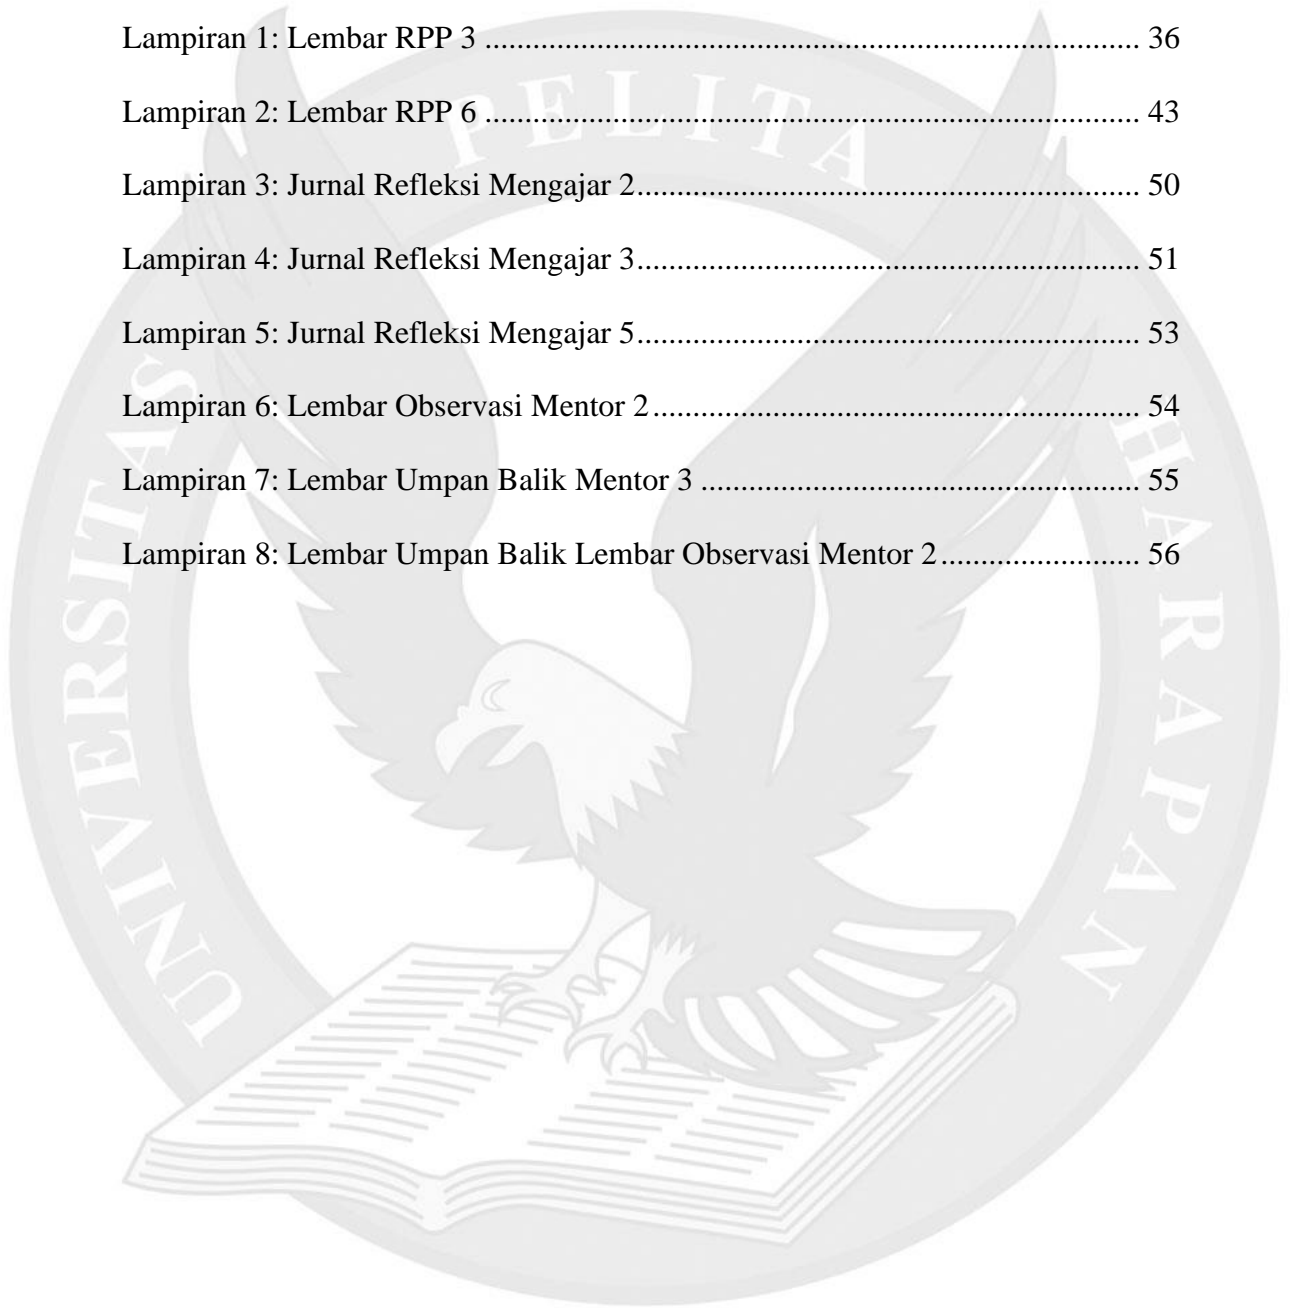 Lampiran 1: Lembar RPP 3 .................................................................................. 36
Lampiran 2: Lembar RPP 6 .................................................................................. 43
Lampiran 3: Jurnal Refleksi Mengajar 2............................................................... 50
Lampiran 4: Jurnal Refleksi Mengajar 3............................................................... 51
Lampiran 5: Jurnal Refleksi Mengajar 5............................................................... 53
Lampiran 6: Lembar Observasi Mentor 2............................................................. 54
Lampiran 7: Lembar Umpan Balik Mentor 3 ....................................................... 55
Lampiran 8: Lembar Umpan Balik Lembar Observasi Mentor 2......................... 56
UNIVERSITAS PELITA HARAPAN